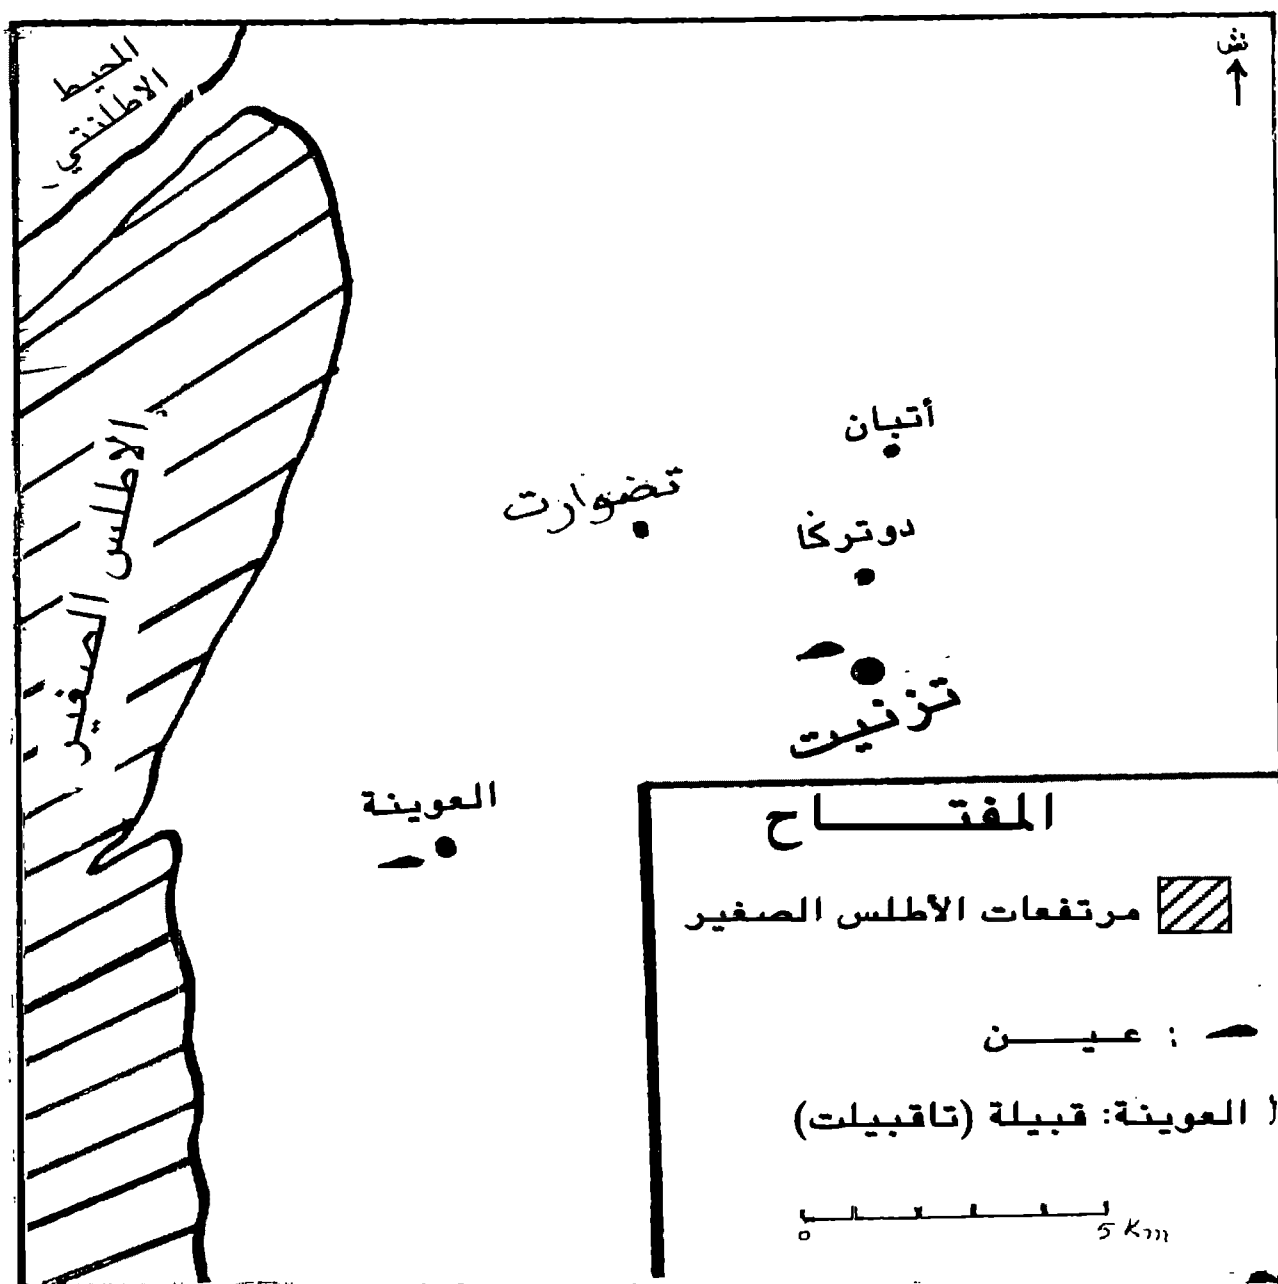 ش
المحيط
الاطلنتي
أتبان
تضوارت
دوتركا
تزنيت
الاطلس الصغير
العوينة
المفتاح
مرتفعات الأطلس الصغير
: عين
العوينة: قبيلة (تاقبيلت)
0 5 Km